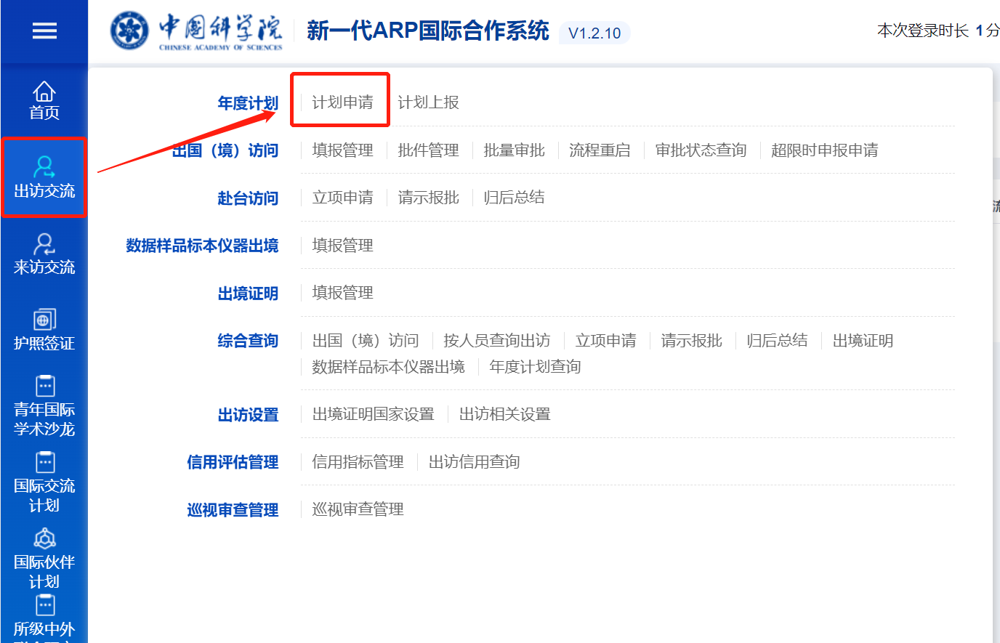 中国科学院
CHINESE ACADEMY OF SCIENCES
新一代ARP国际合作系统 V1.2.10
本次登录时长 1分
首页
出访交流
来访交流
护照签证
青年国际
学术沙龙
国际交流
计划
国际伙伴
计划
所级中外
年度计划 计划申请 计划上报
出国（境）访问 填报管理 批件管理 批量审批 流程重启 审批状态查询 超限时申报申请
赴台访问 立项申请 请示报批 归后总结
数据样品标本仪器出境 填报管理
出境证明 填报管理
综合查询 出国（境）访问 按人员查询出访 立项申请 请示报批 归后总结 出境证明
数据样品标本仪器出境 年度计划查询
出访设置 出境证明国家设置 出访相关设置
信用评估管理 信用指标管理 出访信用查询
巡视审查管理 巡视审查管理